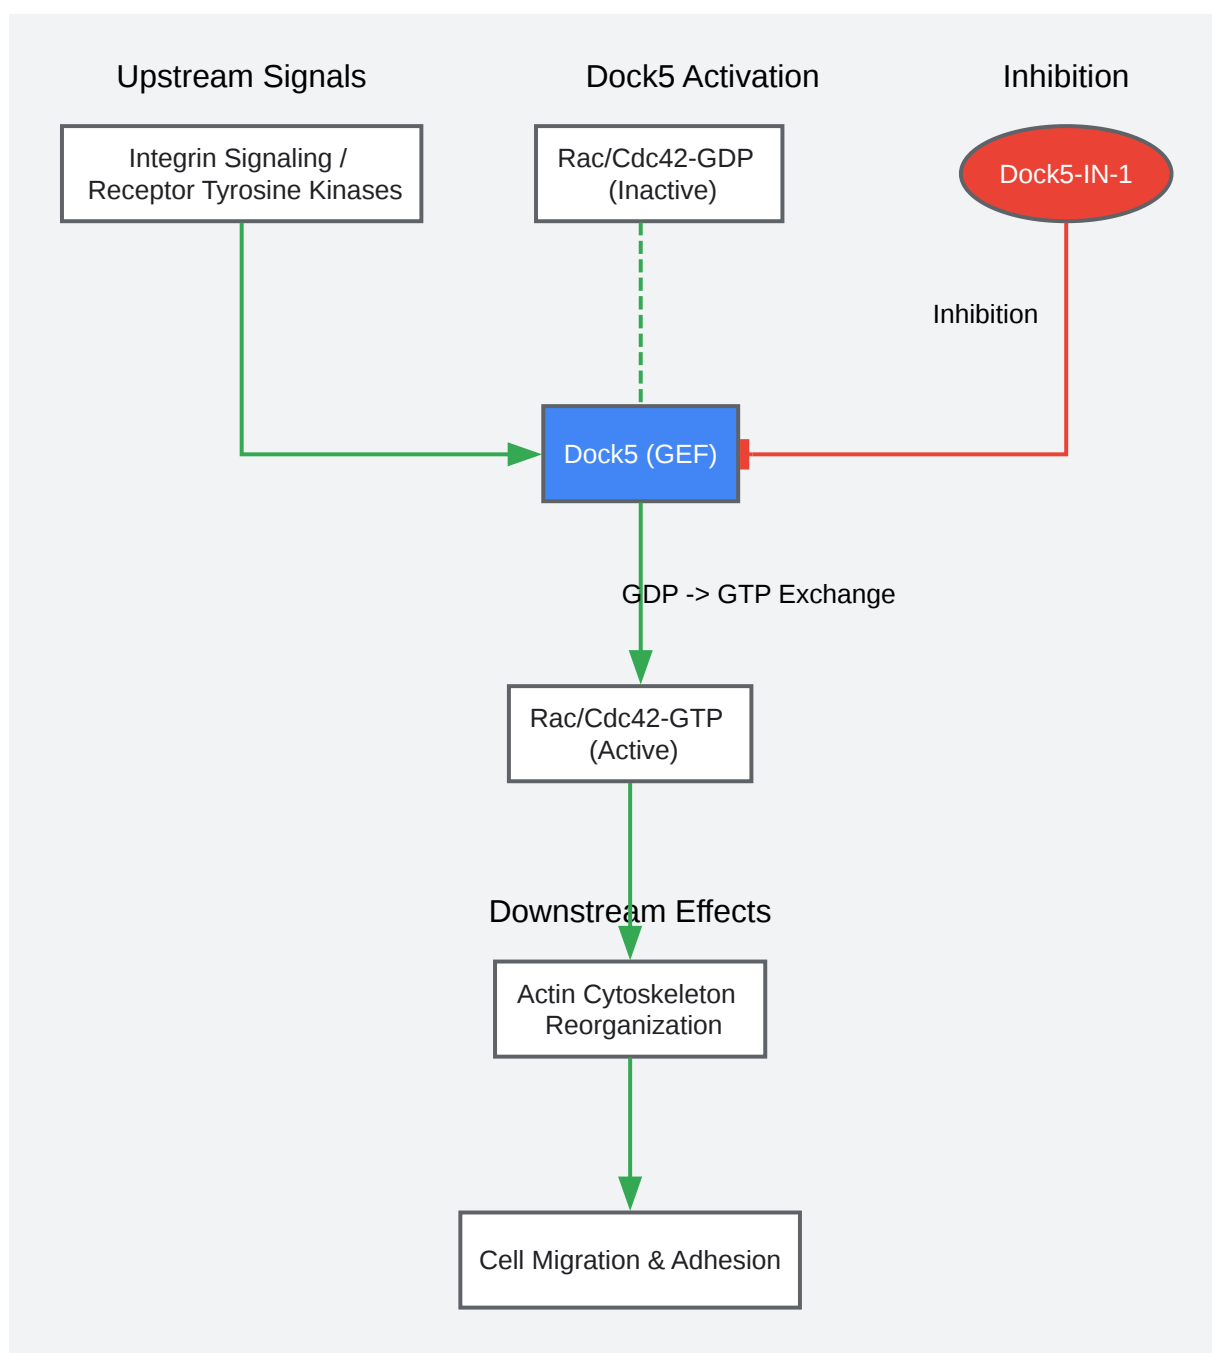 Upstream Signals
Dock5 Activation
Inhibition
Integrin Signaling /
Receptor Tyrosine Kinases
Rac/Cdc42-GDP
(Inactive)
Dock5-IN-1
Inhibition
Dock5 (GEF)
GDP -> GTP Exchange
Rac/Cdc42-GTP
(Active)
Downstream Effects
Actin Cytoskeleton
Reorganization
Cell Migration & Adhesion